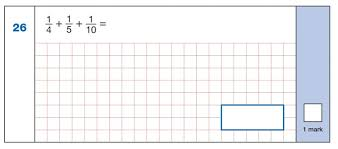 26
1/4 + 1/5 + 1/10 =
1 mark